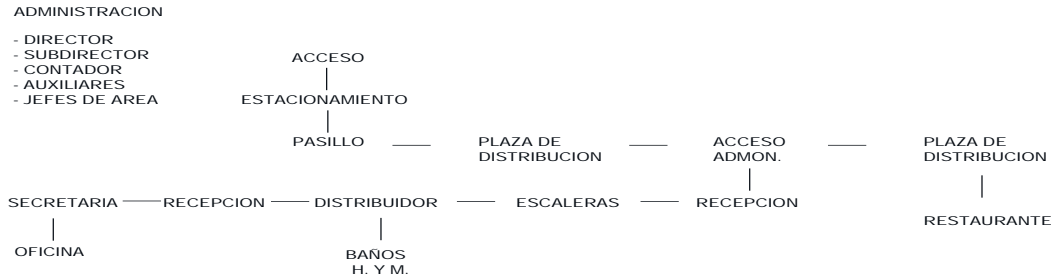 ADMINISTRACION
- DIRECTOR
- SUBDIRECTOR
- CONTADOR
- AUXILIARES
- JEFES DE AREA
ACCESO
ESTACIONAMIENTO
PASILLO
PLAZA DE
DISTRIBUCION
ACCESO
ADMON.
PLAZA DE
DISTRIBUCION
SECRETARIA
RECEPCION
DISTRIBUIDOR
ESCALERAS
RECEPCION
RESTAURANTE
OFICINA
BAÑOS
H. Y M.